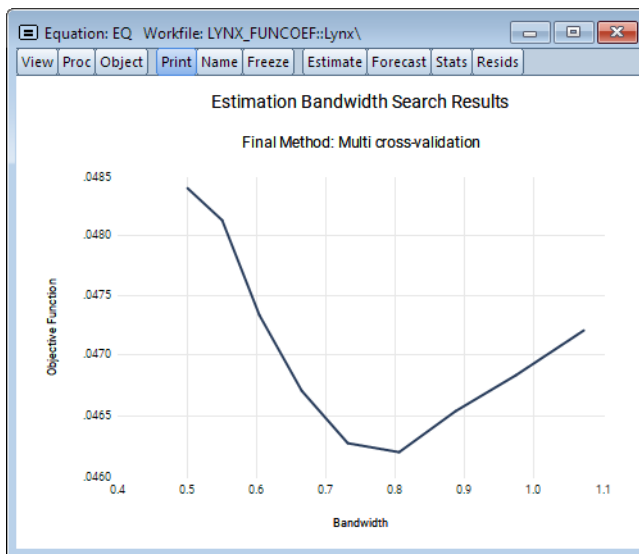 Equation: EQ   Workfile: LYNX_FUNCOEF::Lynx\
View Proc Object Print Name Freeze Estimate Forecast Stats Resids
Estimation Bandwidth Search Results
Final Method: Multi cross-validation
.0485
.0480
.0475
.0470
.0465
.0460
Objective Function
0.4 0.5 0.6 0.7 0.8 0.9 1.0 1.1
Bandwidth